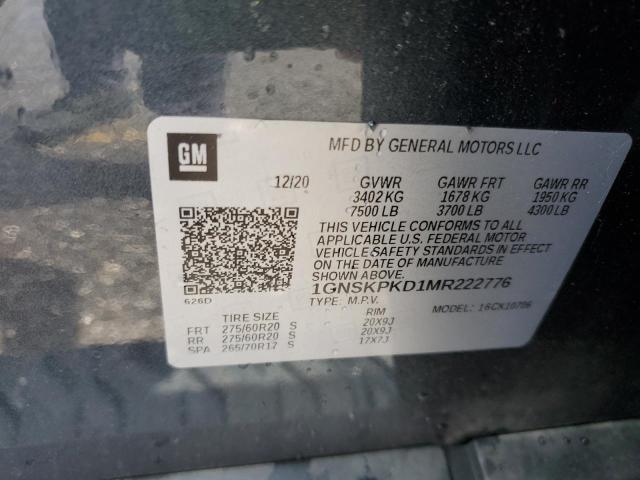 GM
MFD BY GENERAL MOTORS LLC
12/20 GVWR GAWR FRT GAWR RR
3402 KG 1678 KG 1950 KG
7500 LB 3700 LB 4300 LB
THIS VEHICLE CONFORMS TO ALL
APPLICABLE U.S. FEDERAL MOTOR
VEHICLE SAFETY STANDARDS IN EFFECT
ON THE DATE OF MANUFACTURE
SHOWN ABOVE.
1GNSKPKD1MR222776
626D
TYPE: M.P.V. MODEL: 16CK10706
TIRE SIZE RIM
FRT 275/60R20 S 20X9J
RR 275/60R20 S 20X9J
SPA 265/70R17 S 17X7J